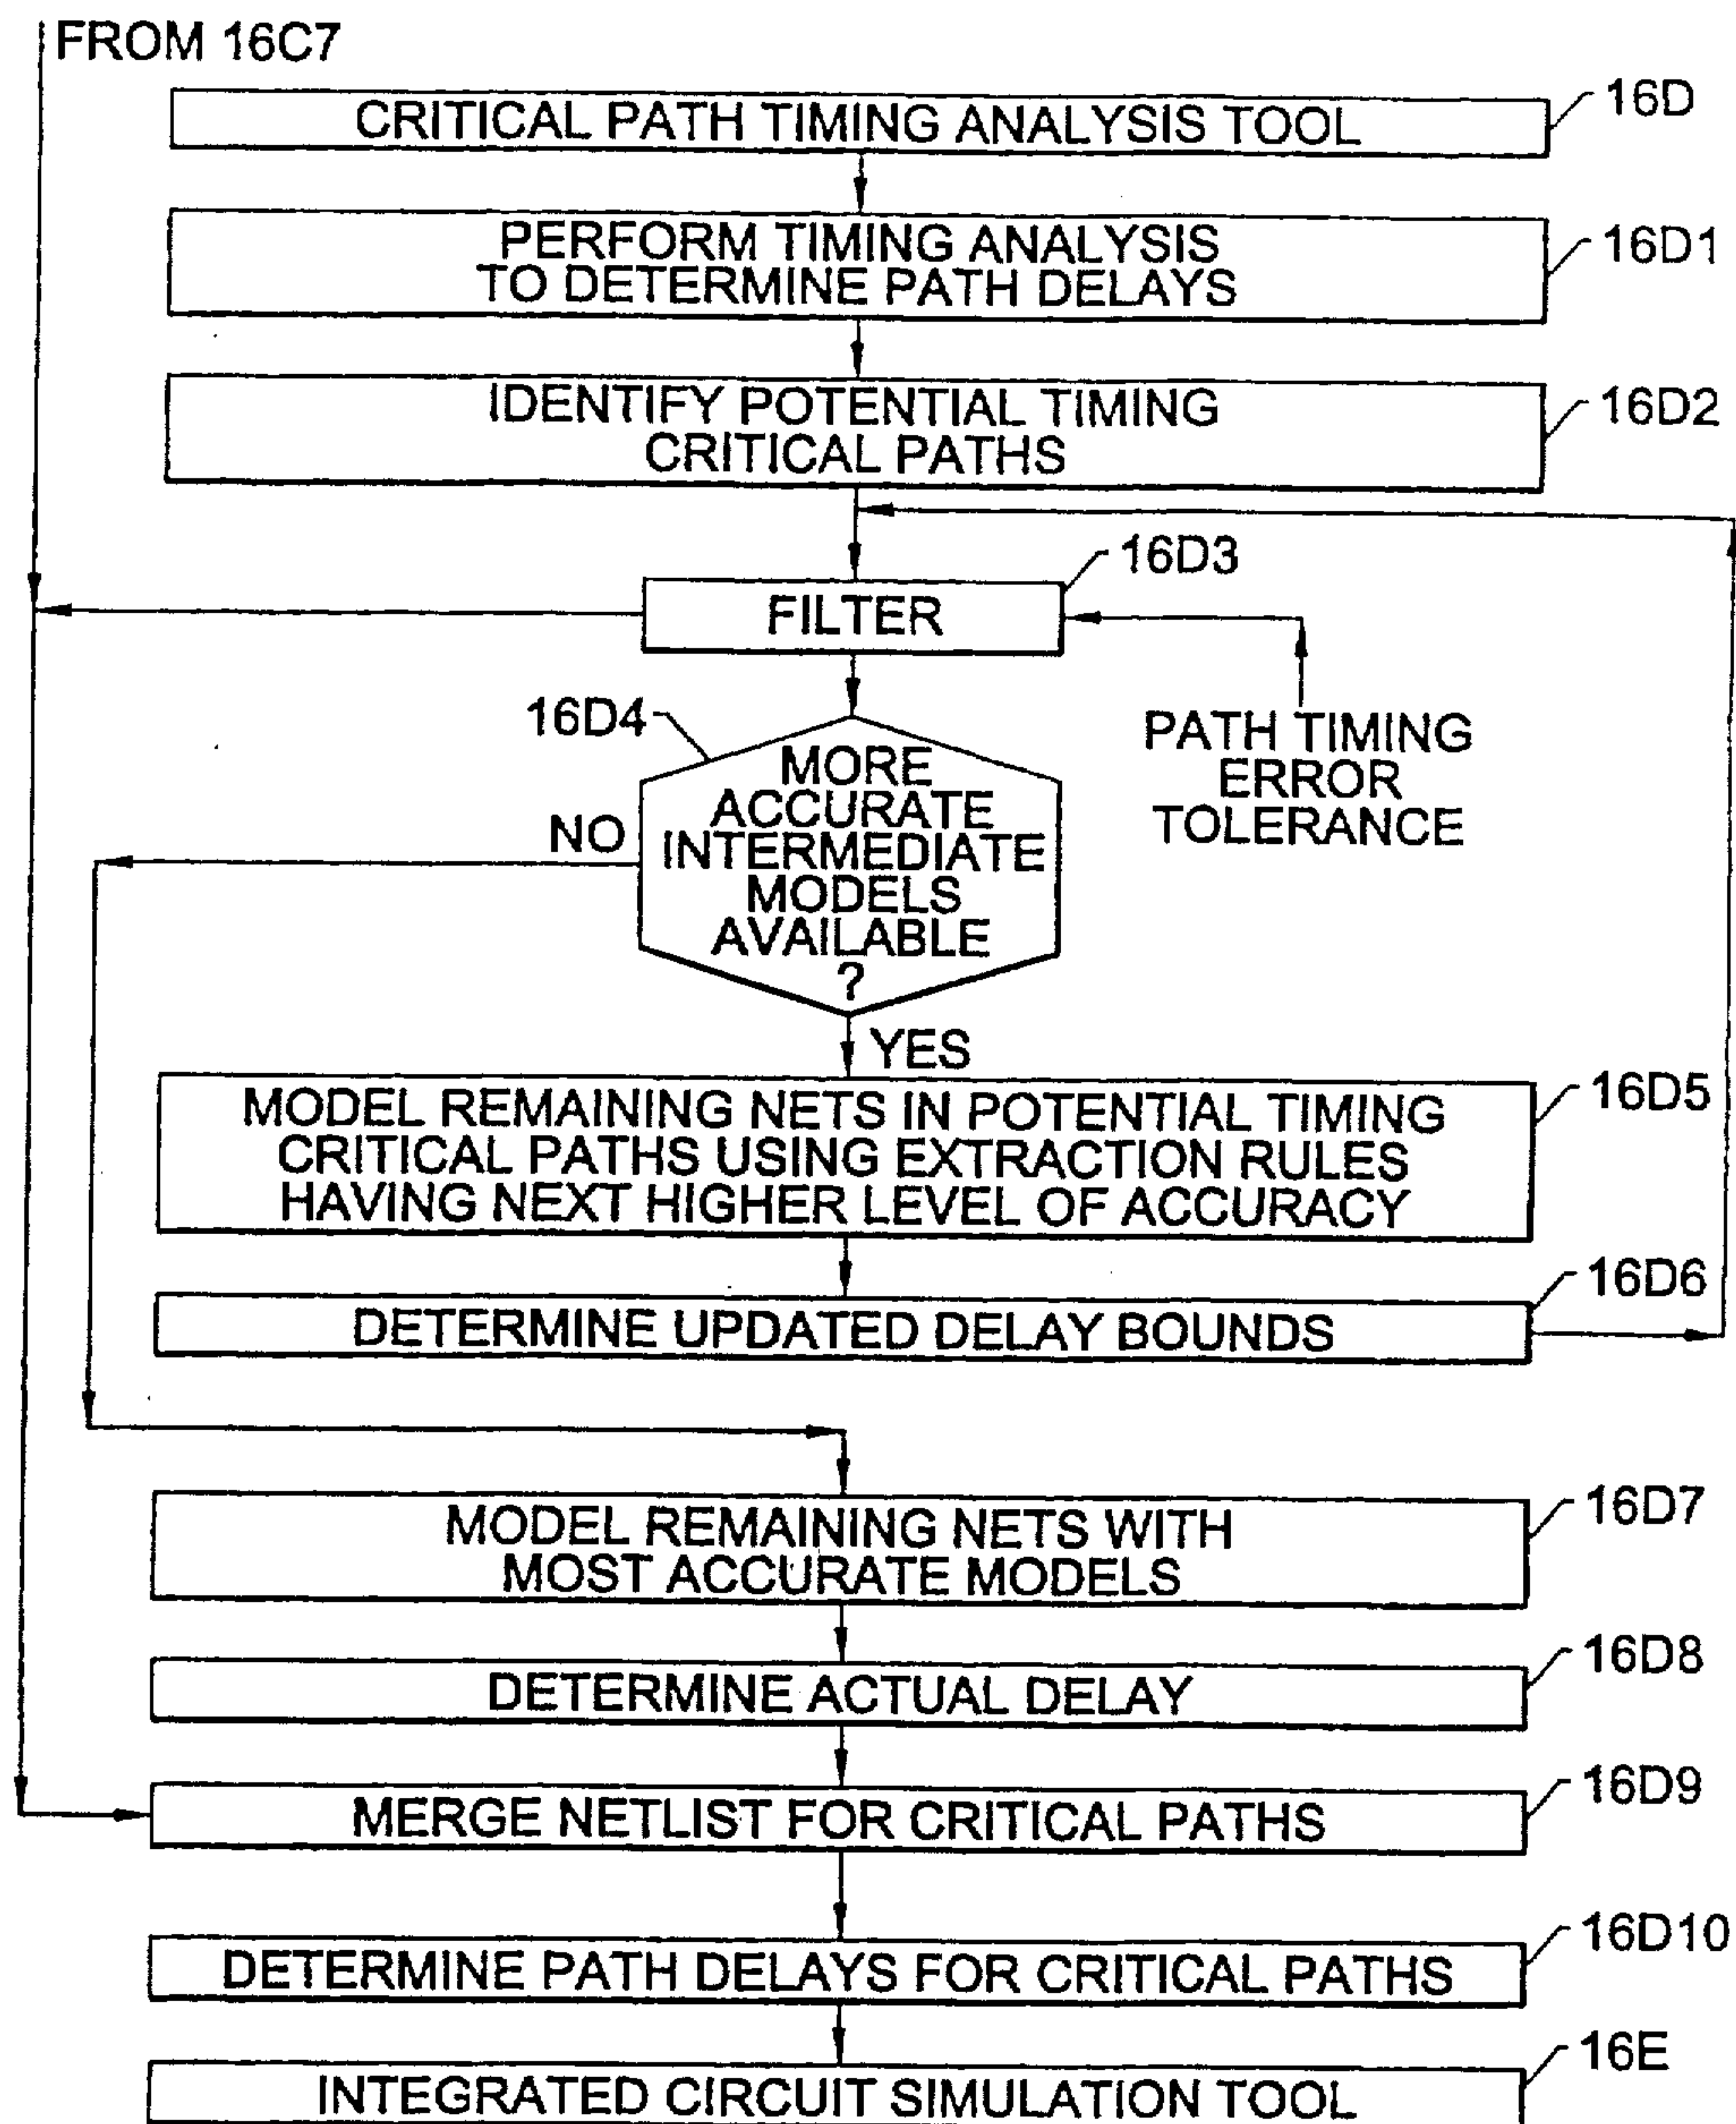 FROM 16C7
16D
CRITICAL PATH TIMING ANALYSIS TOOL
PERFORM TIMING ANALYSIS
TO DETERMINE PATH DELAYS
16D1
IDENTIFY POTENTIAL TIMING
CRITICAL PATHS
16D2
16D3
FILTER
16D4
MORE
ACCURATE
INTERMEDIATE
MODELS
AVAILABLE
?
PATH TIMING
ERROR
TOLERANCE
NO
YES
MODEL REMAINING NETS IN POTENTIAL TIMING
CRITICAL PATHS USING EXTRACTION RULES
HAVING NEXT HIGHER LEVEL OF ACCURACY
16D5
16D6
DETERMINE UPDATED DELAY BOUNDS
MODEL REMAINING NETS WITH
MOST ACCURATE MODELS
16D7
16D8
DETERMINE ACTUAL DELAY
16D9
MERGE NETLIST FOR CRITICAL PATHS
16D10
DETERMINE PATH DELAYS FOR CRITICAL PATHS
16E
INTEGRATED CIRCUIT SIMULATION TOOL